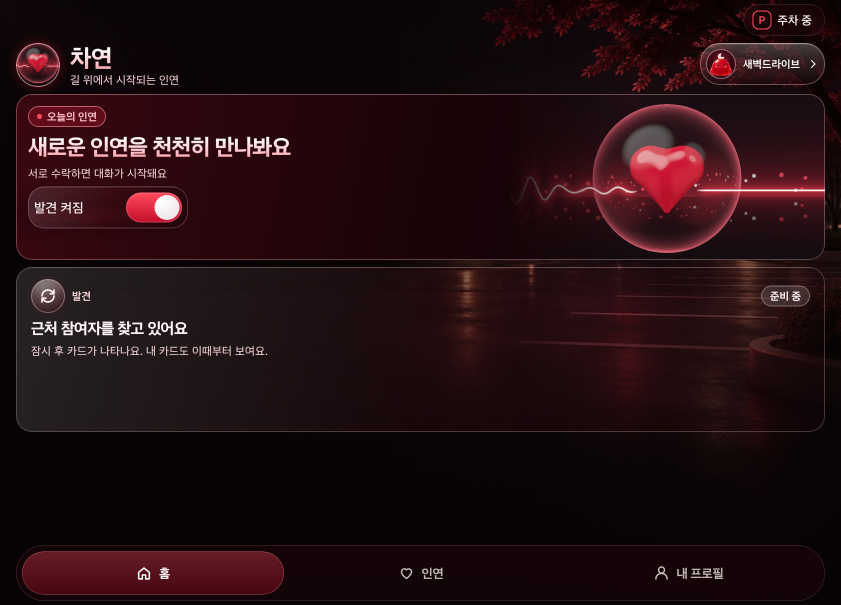 P 주차 중
차연
길 위에서 시작되는 인연
새벽드라이브
오늘의 인연
새로운 인연을 천천히 만나봐요
서로 수락하면 대화가 시작돼요
발견 켜짐
발견
준비 중
근처 참여자를 찾고 있어요
잠시 후 카드가 나타나요. 내 카드도 이때부터 보여요.
홈
인연
내 프로필